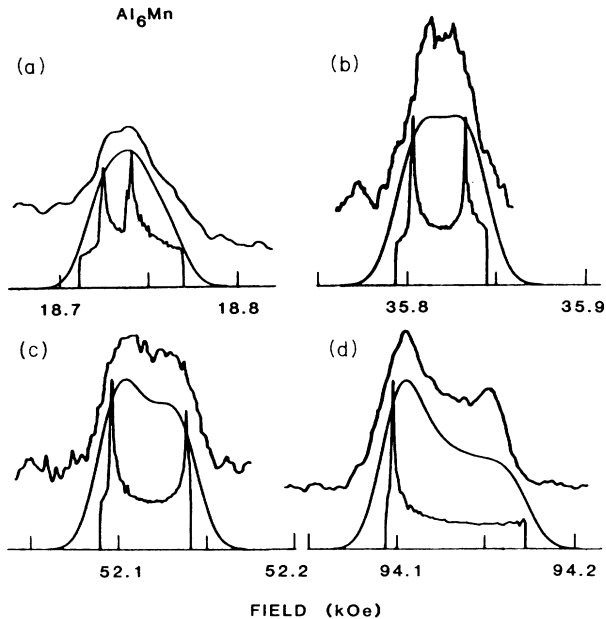 Al6Mn
(a)
(b)
18.7 18.8
35.8 35.9
(c)
(d)
52.1 52.2
94.1 94.2
FIELD (kOe)